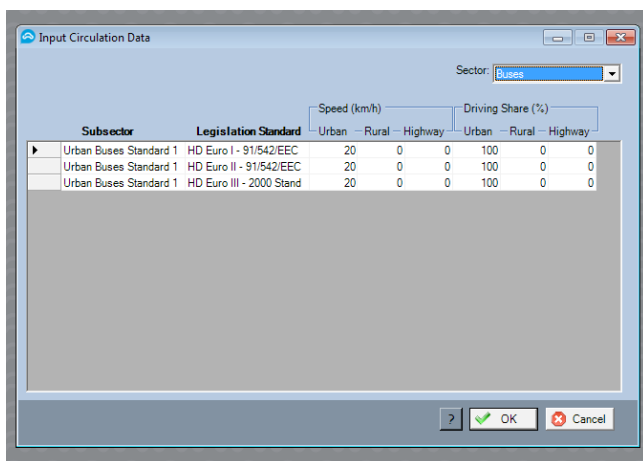 Input Circulation Data
Sector: Buses
Speed (km/h) Driving Share (%)
Subsector Legislation Standard Urban Rural Highway Urban Rural Highway
Urban Buses Standard 1 HD Euro I - 91/542/EEC 20 0 0 100 0 0
Urban Buses Standard 1 HD Euro II - 91/542/EEC 20 0 0 100 0 0
Urban Buses Standard 1 HD Euro III - 2000 Stand 20 0 0 100 0 0
? OK Cancel